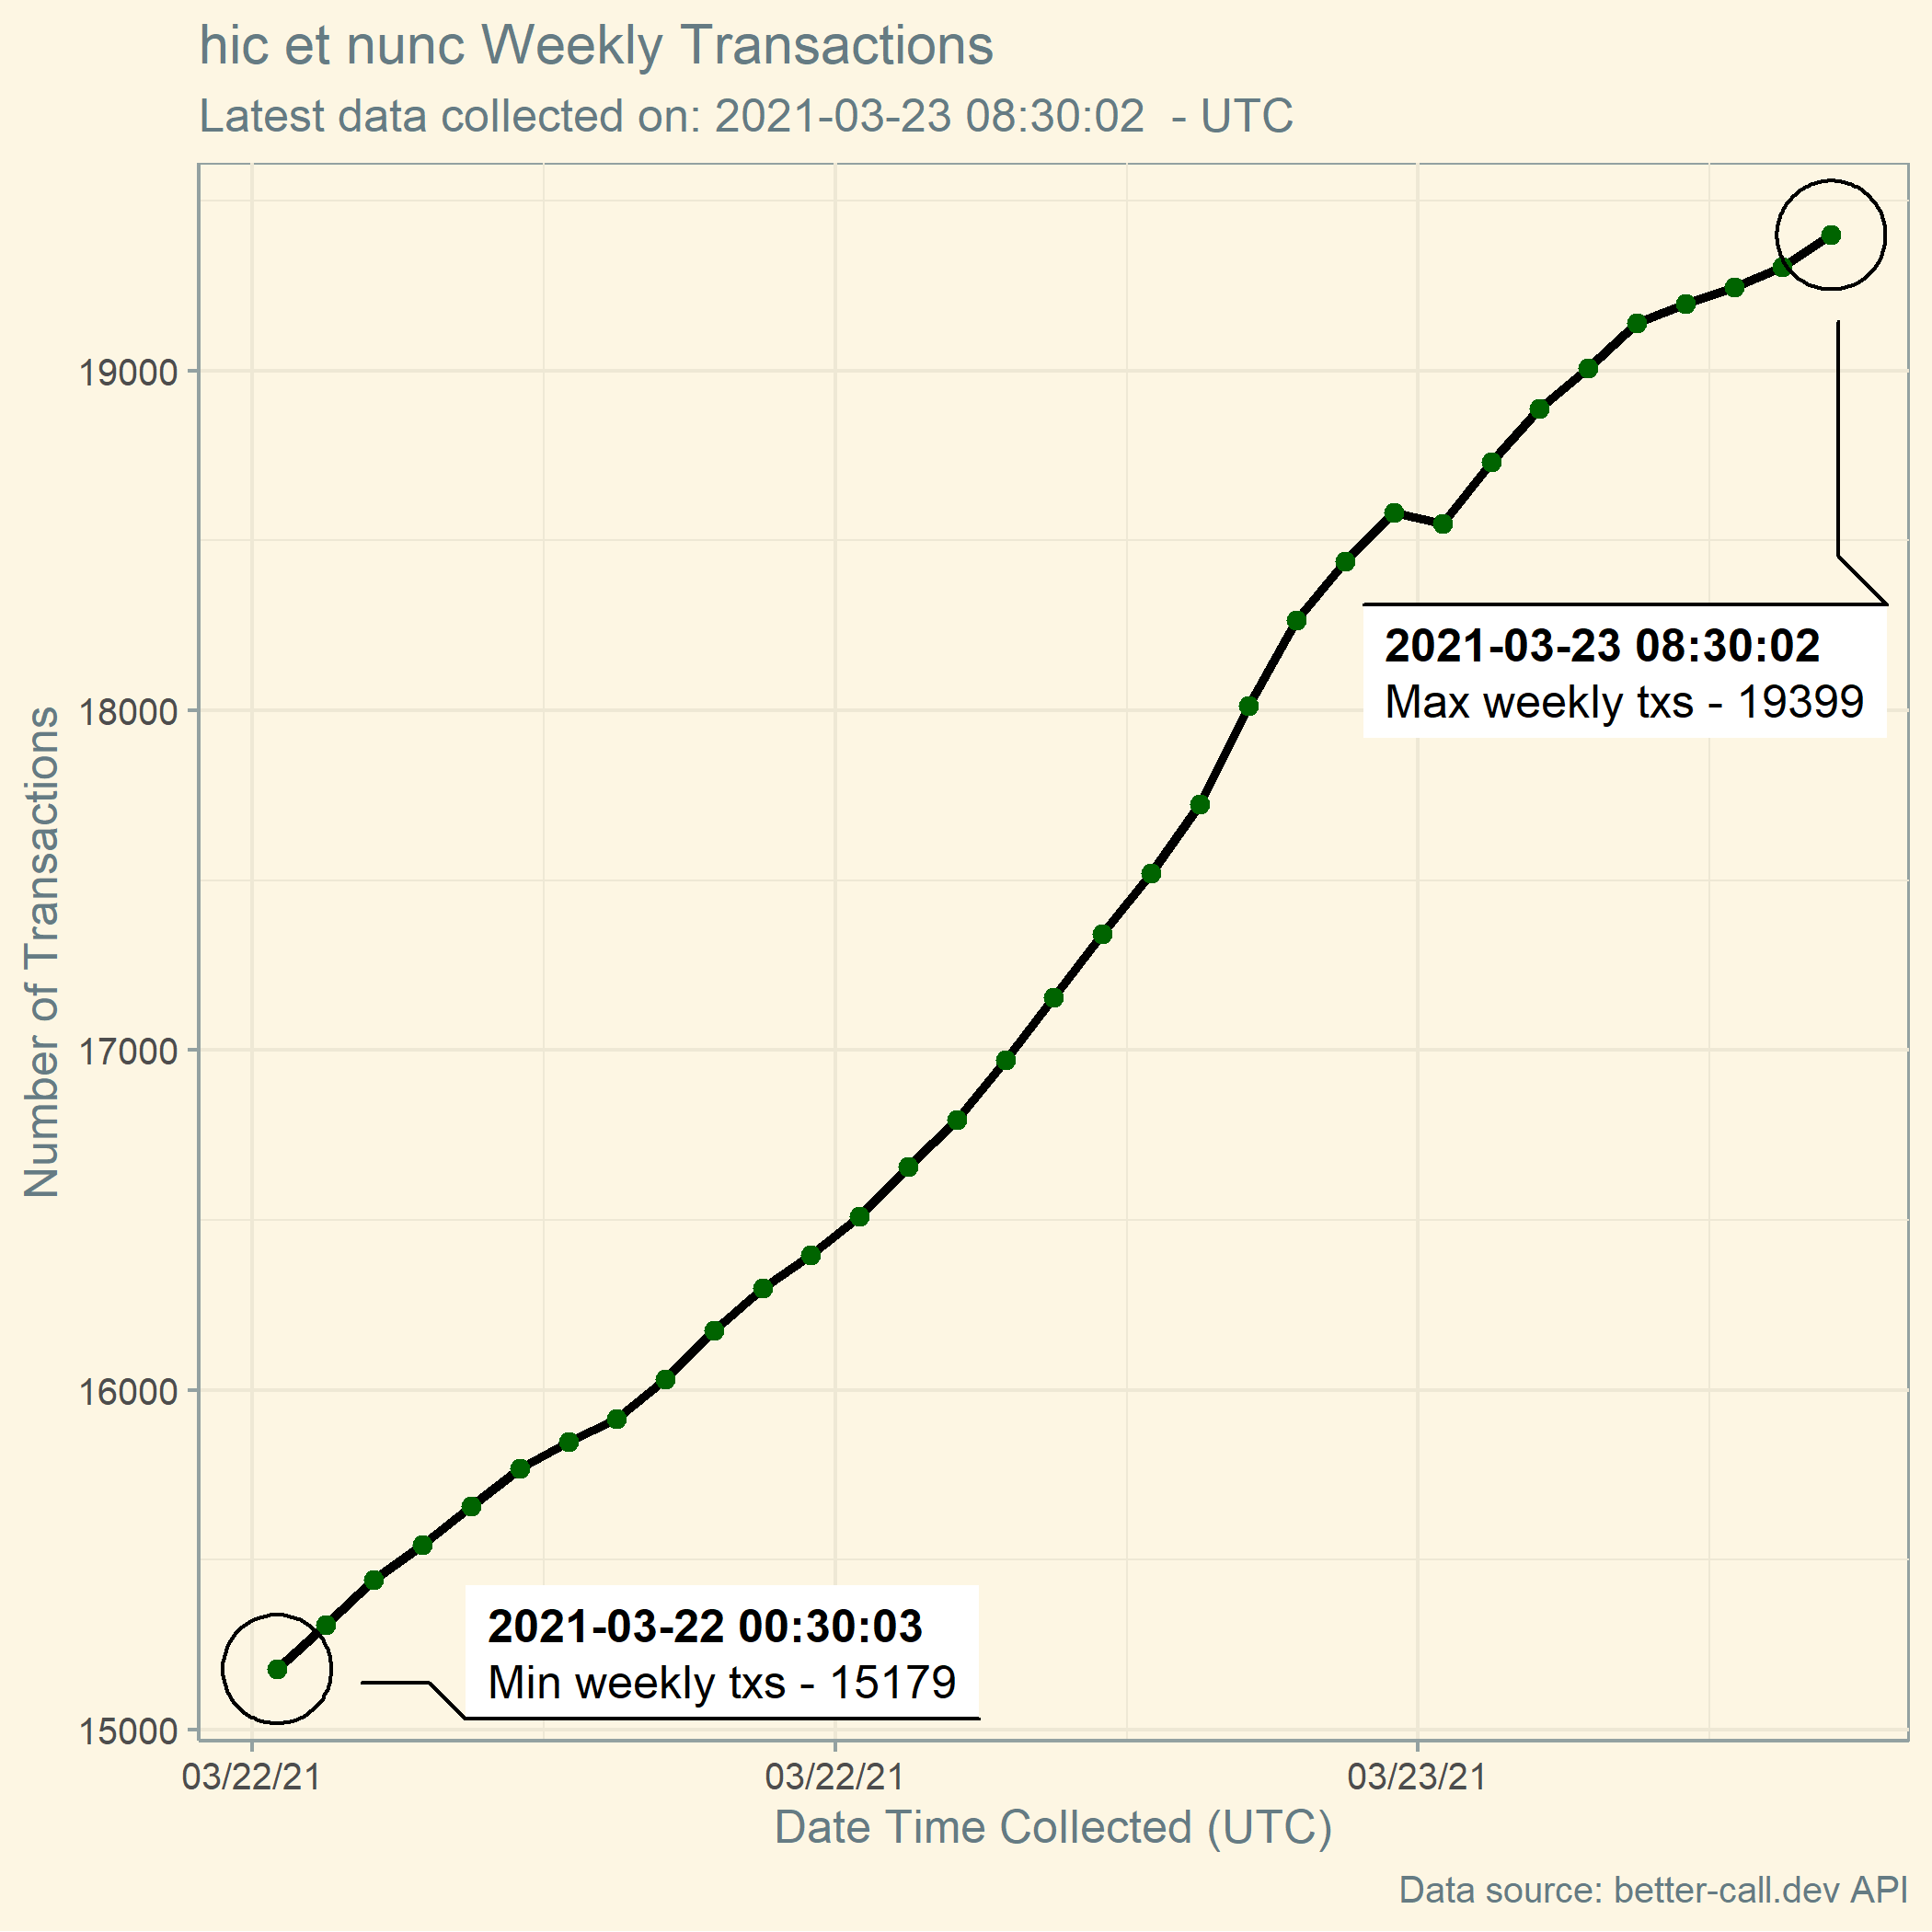 hic et nunc Weekly Transactions
Latest data collected on: 2021-03-23 08:30:02 - UTC
Number of Transactions
19000
18000
17000
16000
15000
2021-03-23 08:30:02
Max weekly txs - 19399
2021-03-22 00:30:03
Min weekly txs - 15179
03/22/21 03/22/21 03/23/21
Date Time Collected (UTC)
Data source: better-call.dev API